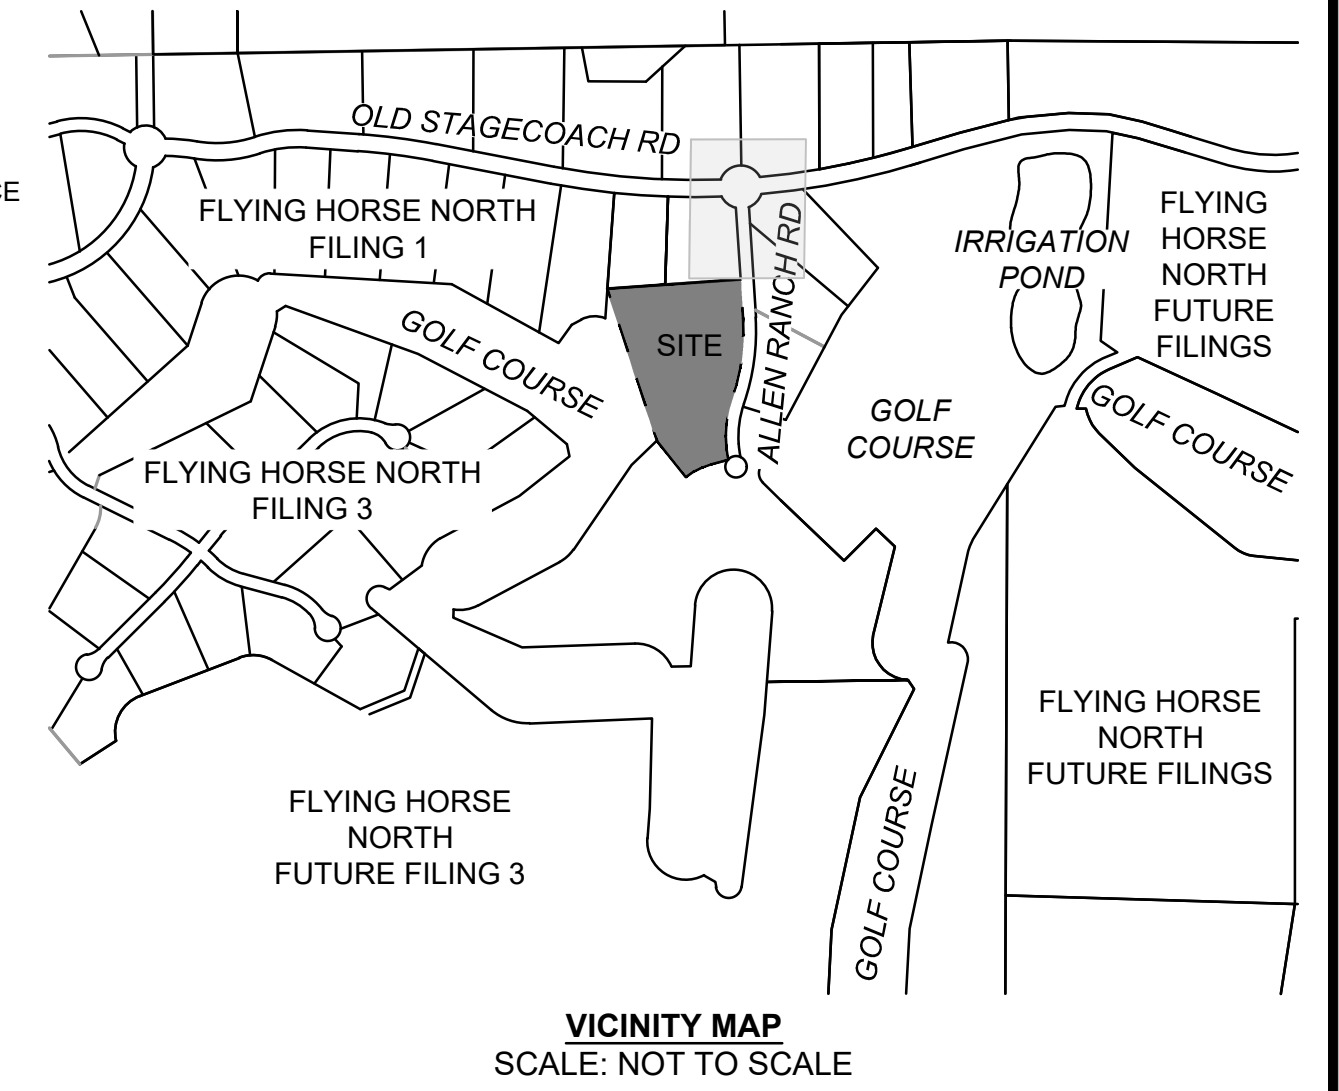 OLD STAGECOACH RD
CE
FLYING HORSE NORTH
FILING 1
ALLEN RANCH RD
IRRIGATION
POND
FLYING
HORSE
NORTH
FUTURE
FILINGS
GOLF COURSE
SITE
GOLF
COURSE
GOLF COURSE
FLYING HORSE NORTH
FILING 3
FLYING HORSE
NORTH
FUTURE FILINGS
FLYING HORSE
NORTH
FUTURE FILING 3
GOLF COURSE
VICINITY MAP
SCALE: NOT TO SCALE